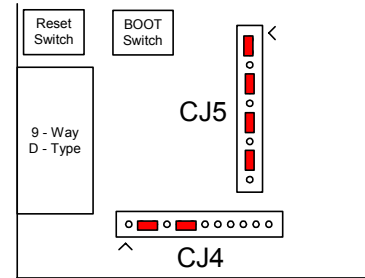 Reset
Switch
BOOT
Switch
CJ5
9 - Way
D - Type
CJ4